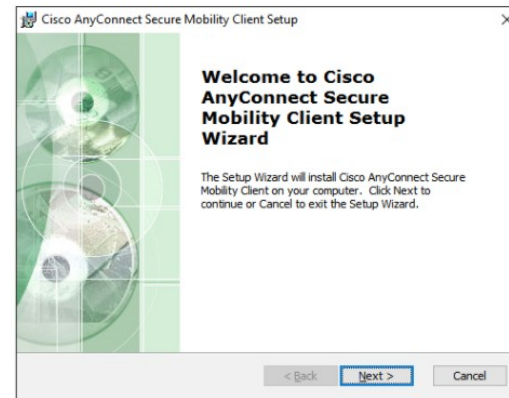 Cisco AnyConnect Secure Mobility Client Setup
Welcome to Cisco
AnyConnect Secure
Mobility Client Setup
Wizard
The Setup Wizard will install Cisco AnyConnect Secure
Mobility Client on your computer. Click Next to
continue or Cancel to exit the Setup Wizard.
< Back Next > Cancel